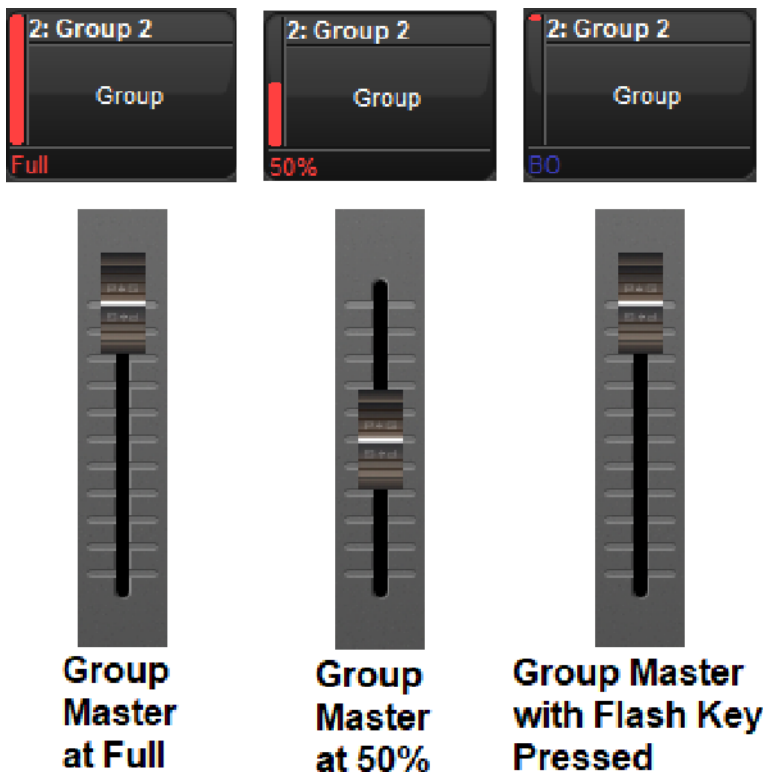 2: Group 2
Group
Full
2: Group 2
Group
50%
2: Group 2
Group
BO
Group
Master
at Full
Group
Master
at 50%
Group Master
with Flash Key
Pressed